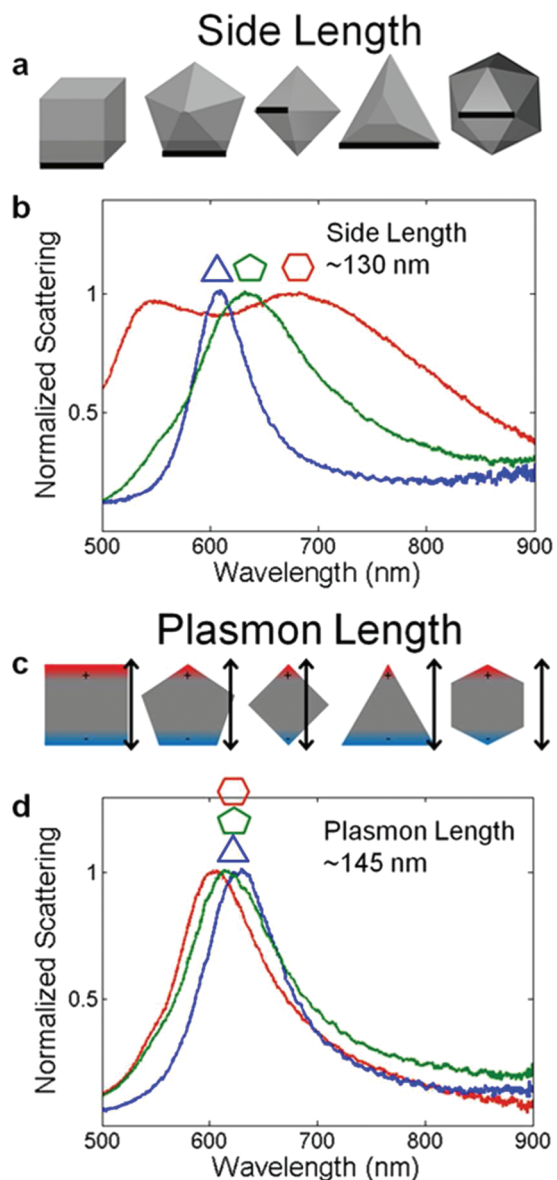 Side Length
a
b
Side Length
~130 nm
1
0.5
Normalized Scattering
500 600 700 800 900
Wavelength (nm)
Plasmon Length
c
+ + + + +
- - - - -
d
Plasmon Length
~145 nm
1
0.5
Normalized Scattering
500 600 700 800 900
Wavelength (nm)